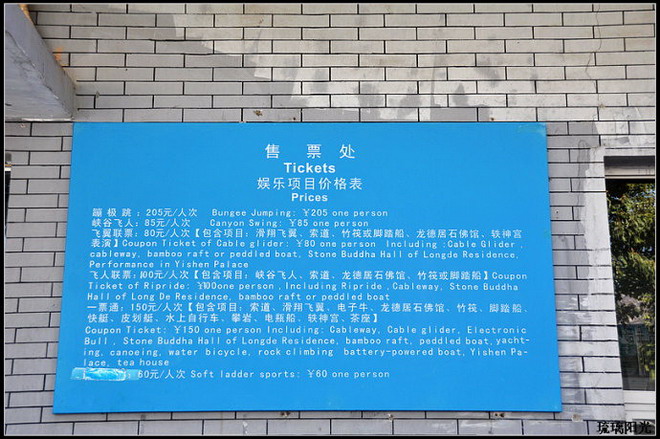 售票处
Tickets
娱乐项目价格表
Prices
蹦极跳：205元/人次 Bungee Jumping: ￥205 one person
峡谷飞人：85元/人次 Canyon Swing: ￥85 one person
飞翼联票：80元/人次【包含项目：滑翔飞翼、索道、竹筏或脚踏船、龙德居石佛馆、轶神宫
表演】Coupon Ticket of Cable glider: ￥80 one person Including :Cable Glider ,
cableway, bamboo raft or peddled boat, Stone Buddha Hall of Longde Residence,
Performance in Yishen Palace
飞人联票:100元/人次【包含项目：峡谷飞人、索道、龙德居石佛馆、竹筏或脚踏船】Coupon
Ticket of Ripride: ￥100one person ,Including Ripride ,Cableway, Stone Buddha
Hall of Long De Residence, bamboo raft or peddled boat
一票通：150元/人次【包含项目：索道、滑翔飞翼、电子牛、龙德居石佛馆、竹筏、脚踏船、
快艇、皮划艇、水上自行车、攀岩、电瓶船、轶神宫、茶座】
Coupon Ticket: ￥150 one person Including: Cableway, Cable glider, Electronic
Bull , Stone Buddha Hall of Longde Residence, bamboo raft, peddled boat,yacht-
ing, canoeing, water bicycle, rock climbing battery-powered boat, Yishen Pa-
lace, tea house
：60元/人次 Soft ladder sports: ￥60 one person
琉璃阳光